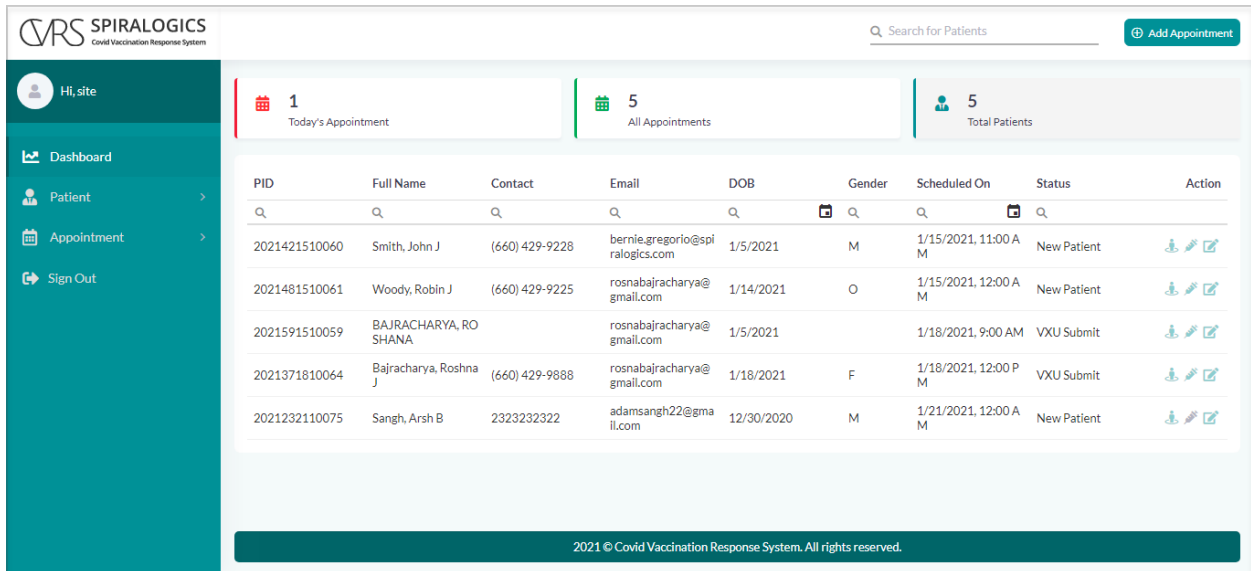 CVRS SPIRALOGICS
Covid Vaccination Response System
Search for Patients
Add Appointment
Hi, site
Dashboard
Patient
Appointment
Sign Out
1
Today's Appointment
5
All Appointments
5
Total Patients
PID Full Name Contact Email DOB Gender Scheduled On Status Action
2021421510060 Smith, John J (660) 429-9228 bernie.gregorio@spi
ralogics.com 1/5/2021 M 1/15/2021, 11:00 A
M New Patient
2021481510061 Woody, Robin J (660) 429-9225 rosnabajracharya@
gmail.com 1/14/2021 O 1/15/2021, 12:00 A
M New Patient
2021591510059 BAJRACHARYA, RO
SHANA rosnabajracharya@
gmail.com 1/5/2021 1/18/2021, 9:00 AM VXU Submit
2021371810064 Bajracharya, Roshna
J (660) 429-9888 rosnabajracharya@
gmail.com 1/18/2021 F 1/18/2021, 12:00 P
M VXU Submit
2021232110075 Sangh, Arsh B 2323232322 adamsangh22@gma
il.com 12/30/2020 M 1/21/2021, 12:00 A
M New Patient
2021 © Covid Vaccination Response System. All rights reserved.